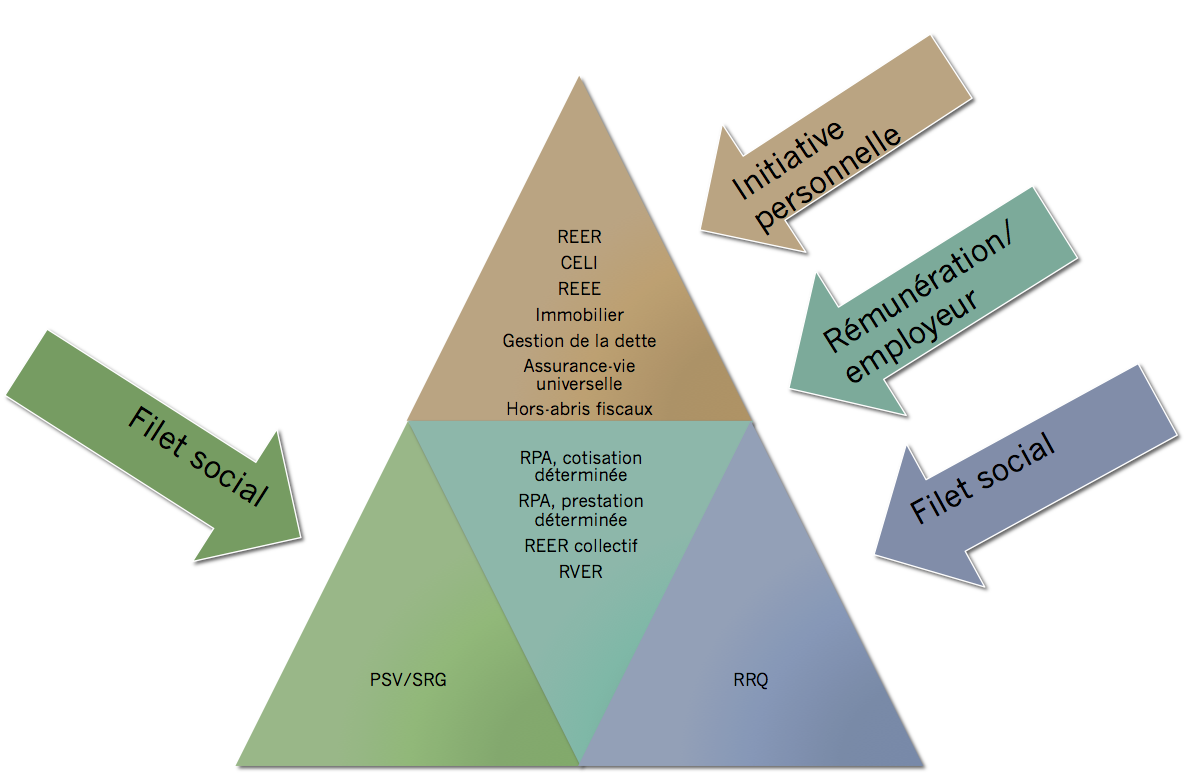 Initiative
personnelle
Rémunération/
employeur
Filet social
Filet social
REER
CELI
REEE
Immobilier
Gestion de la dette
Assurance-vie
universelle
Hors-abris fiscaux
RPA, cotisation
déterminée
RPA, prestation
déterminée
REER collectif
RVER
PSV/SRG
RRQ